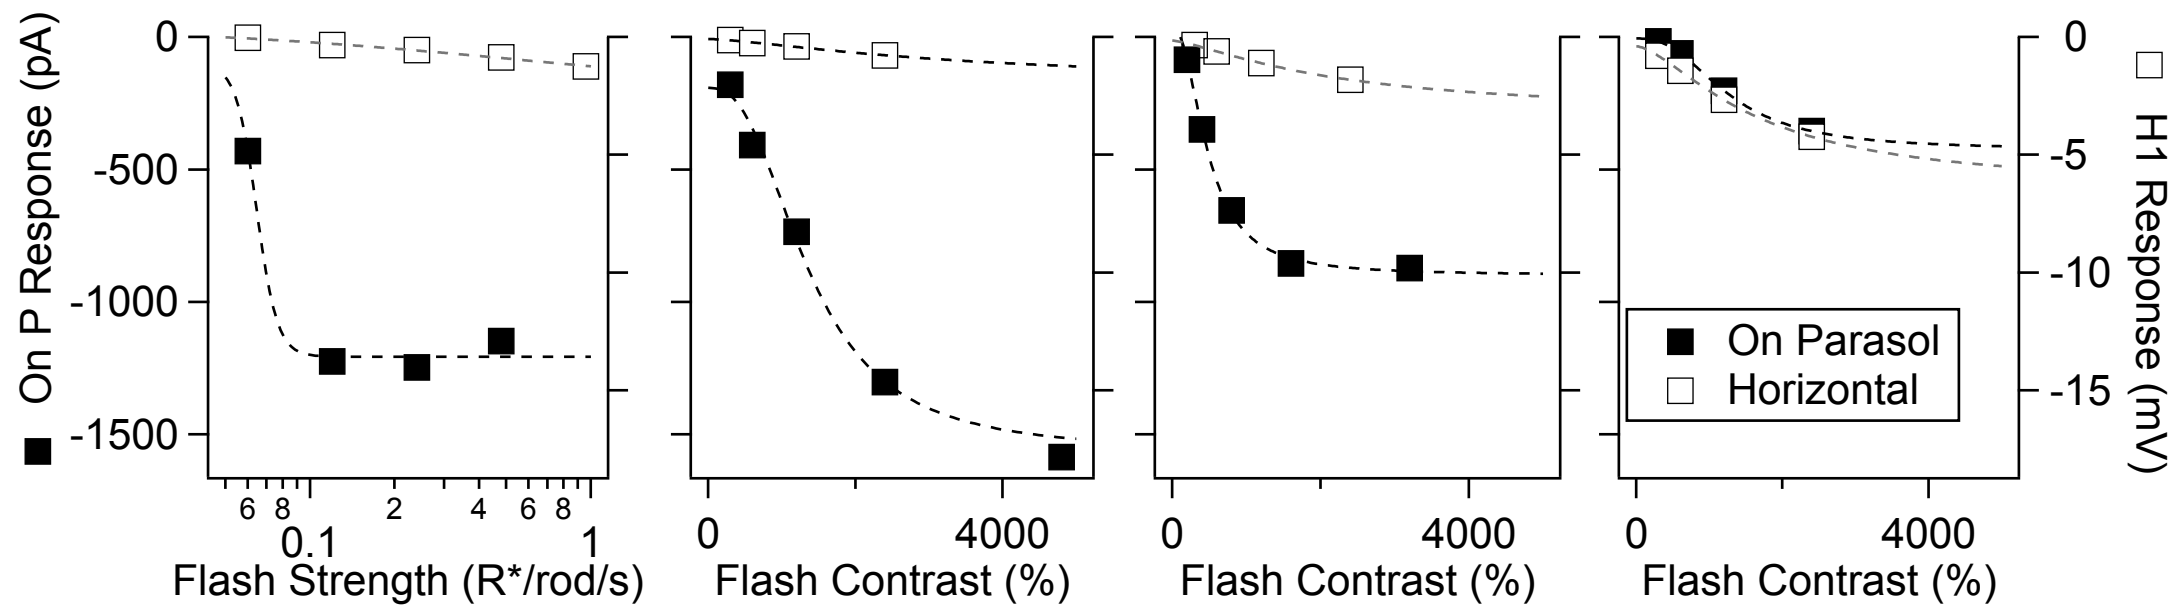 On P Response (pA)
0
-500
-1000
-1500
6 8 2 4 6 8
0.1 1
Flash Strength (R*/rod/s)
0 4000
Flash Contrast (%)
0 4000
Flash Contrast (%)
On Parasol
Horizontal
0 4000
Flash Contrast (%)
0
-5
-10
-15
H1 Response (mV)